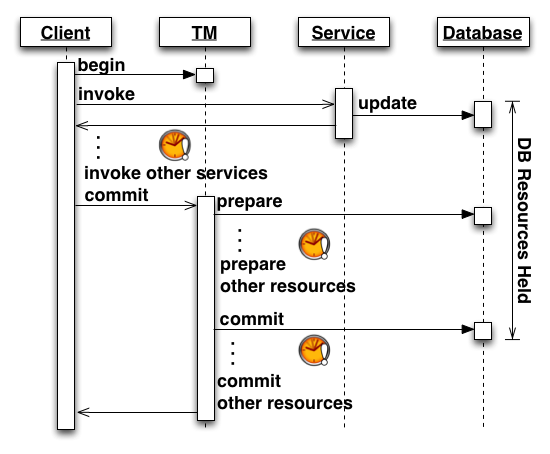 Client
TM
Service
Database
begin
invoke
update
invoke other services
commit
prepare
prepare
other resources
commit
commit
other resources
DB Resources Held